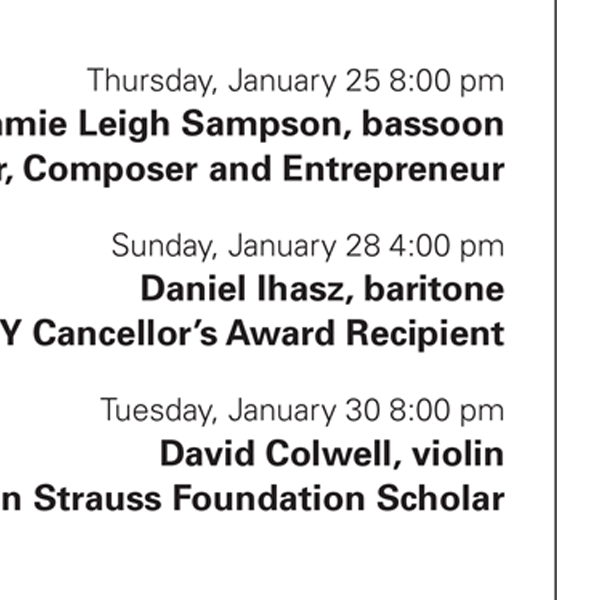 Thursday, January 25 8:00 pm
Leigh Sampson, bassoon
Composer and Entrepreneur
Sunday, January 28 4:00 pm
Daniel Ihasz, baritone
Cancellor’s Award Recipient
Tuesday, January 30 8:00 pm
David Colwell, violin
Strauss Foundation Scholar